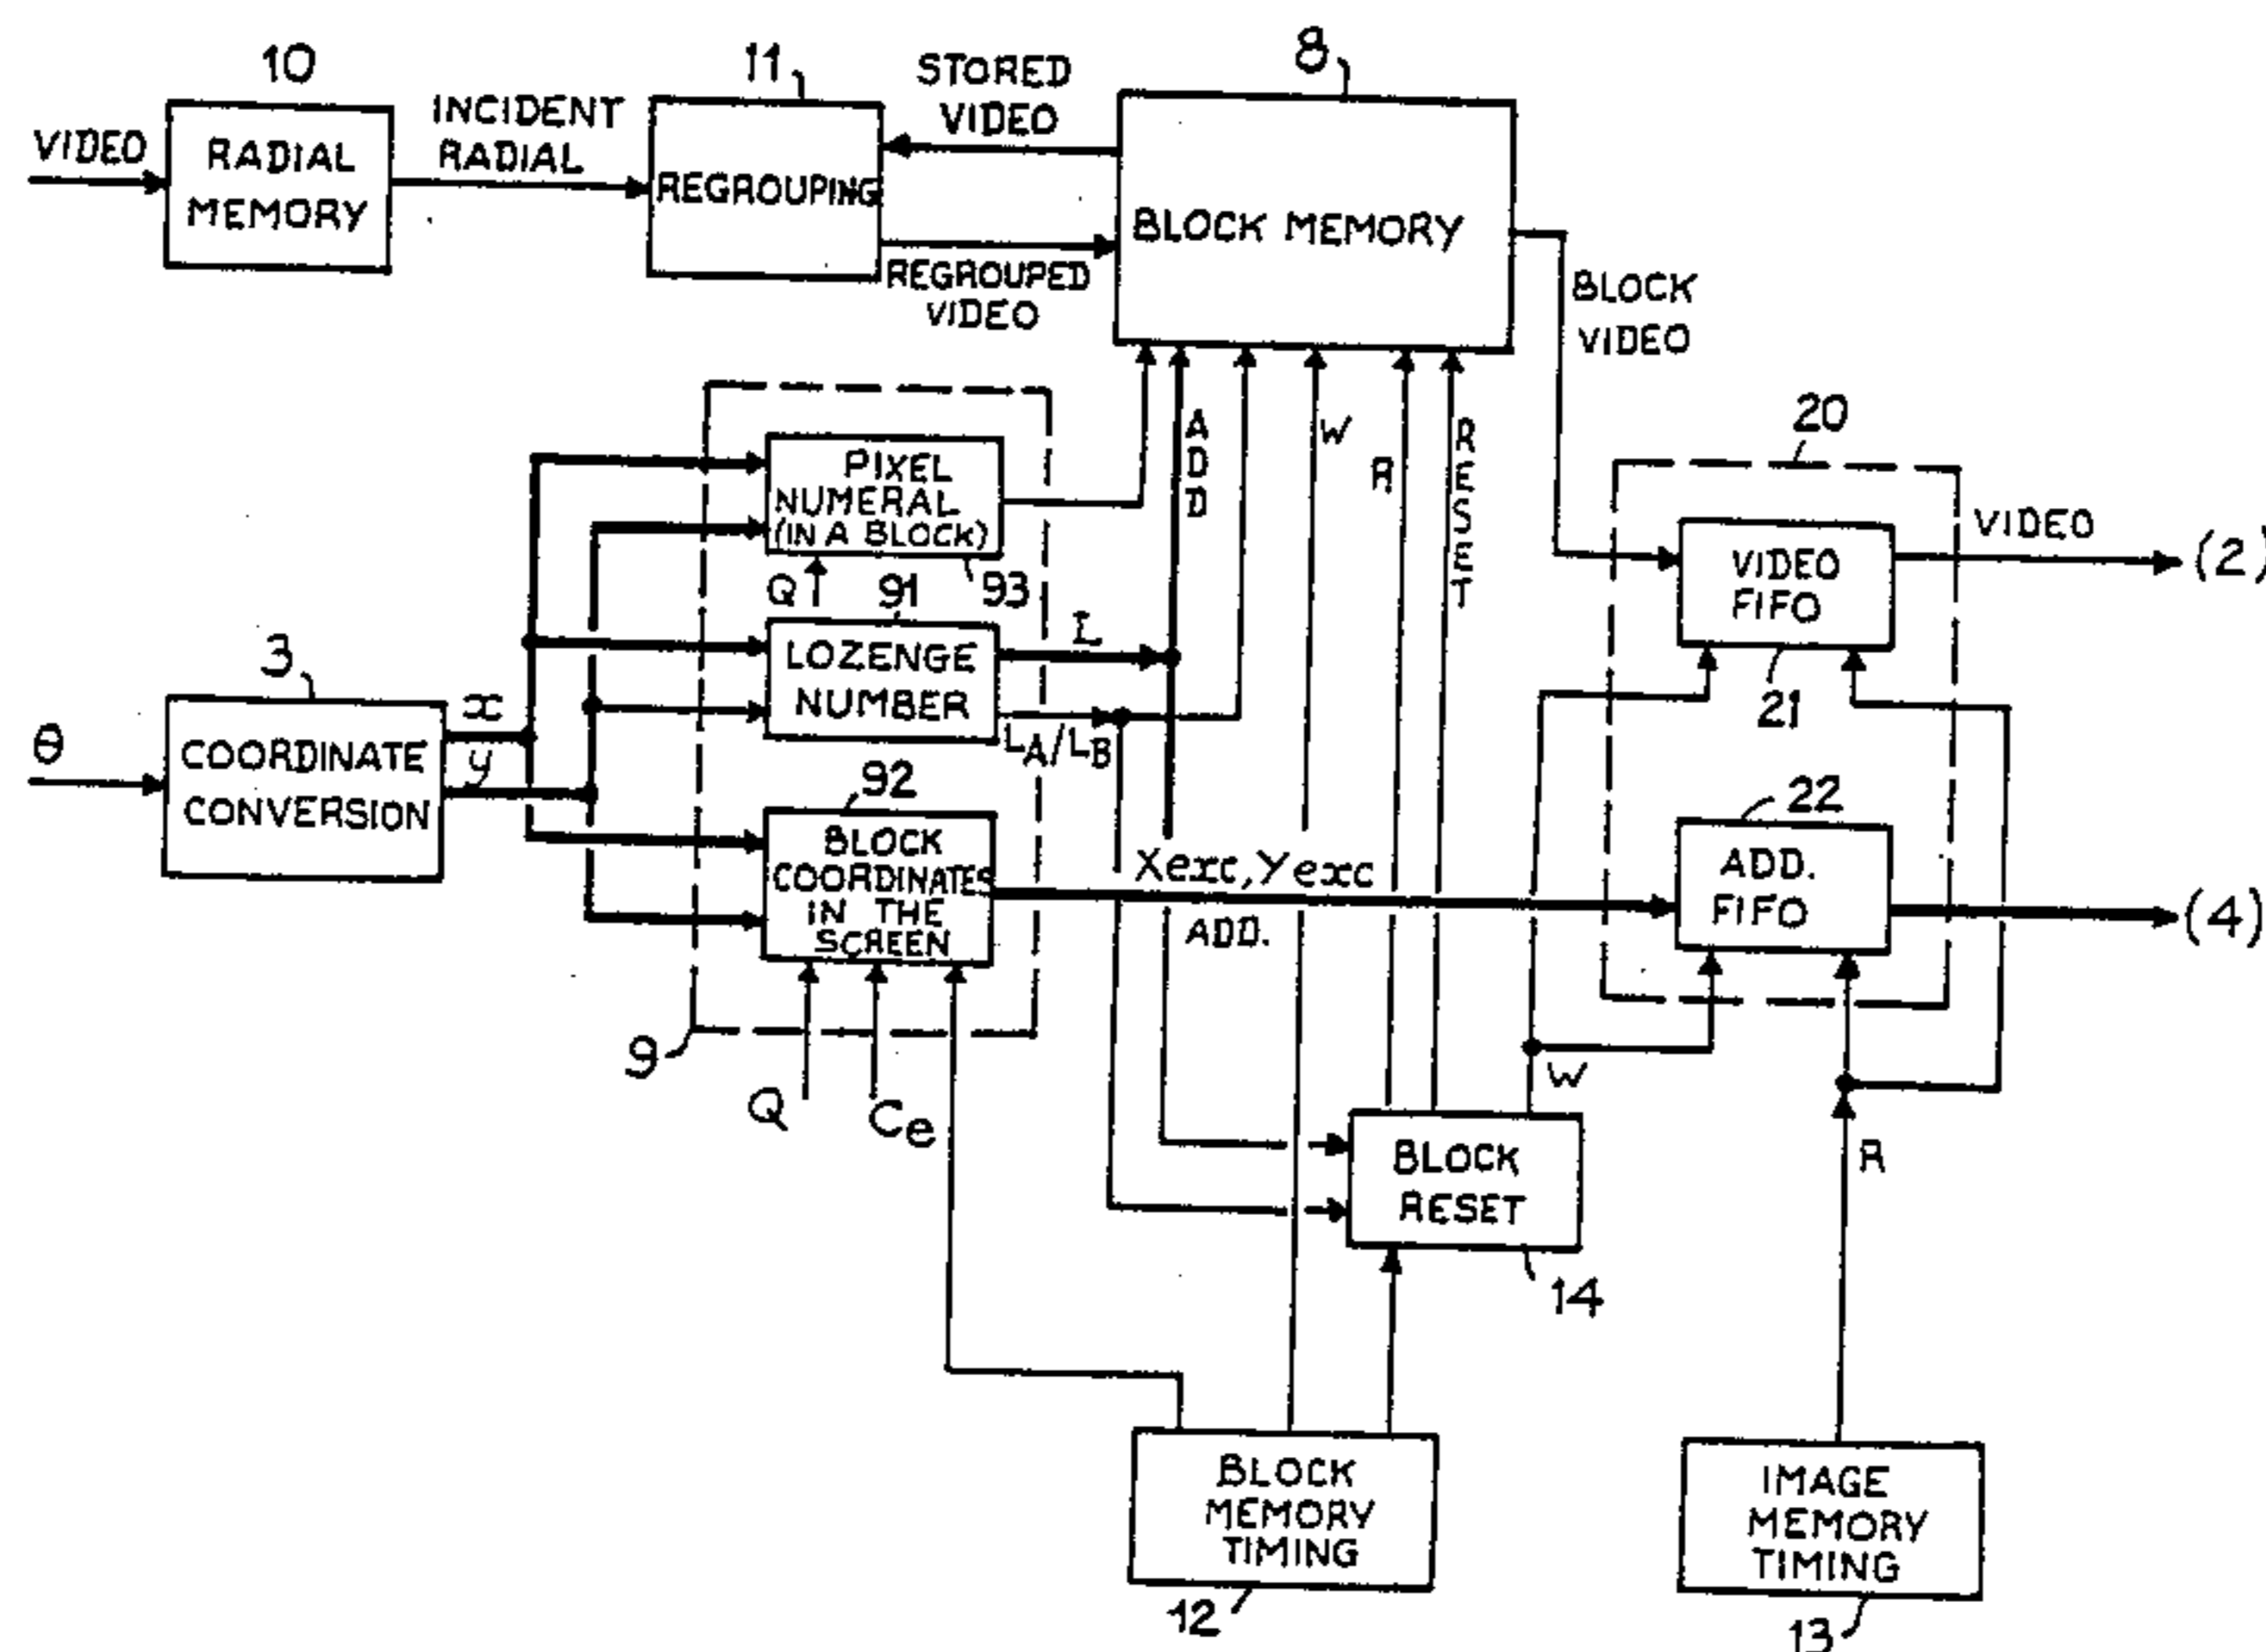 10
11
8
VIDEO
RADIAL
MEMORY
INCIDENT
RADIAL
REGROUPING
STORED
VIDEO
REGROUPED
VIDEO
BLOCK MEMORY
BLOCK
VIDEO
9
PIXEL
NUMERAL
(IN A BLOCK)
Q
93
91
LOZENGE
NUMBER
L
LA/LB
92
BLOCK
COORDINATES
IN THE
SCREEN
Q
Ce
3
θ
COORDINATE
CONVERSION
x
y
ADD
W
R
RESET
Xexc, Yexc
ADD.
20
VIDEO
FIFO
21
VIDEO
(2)
22
ADD.
FIFO
(4)
W
R
BLOCK
RESET
14
BLOCK
MEMORY
TIMING
12
IMAGE
MEMORY
TIMING
13